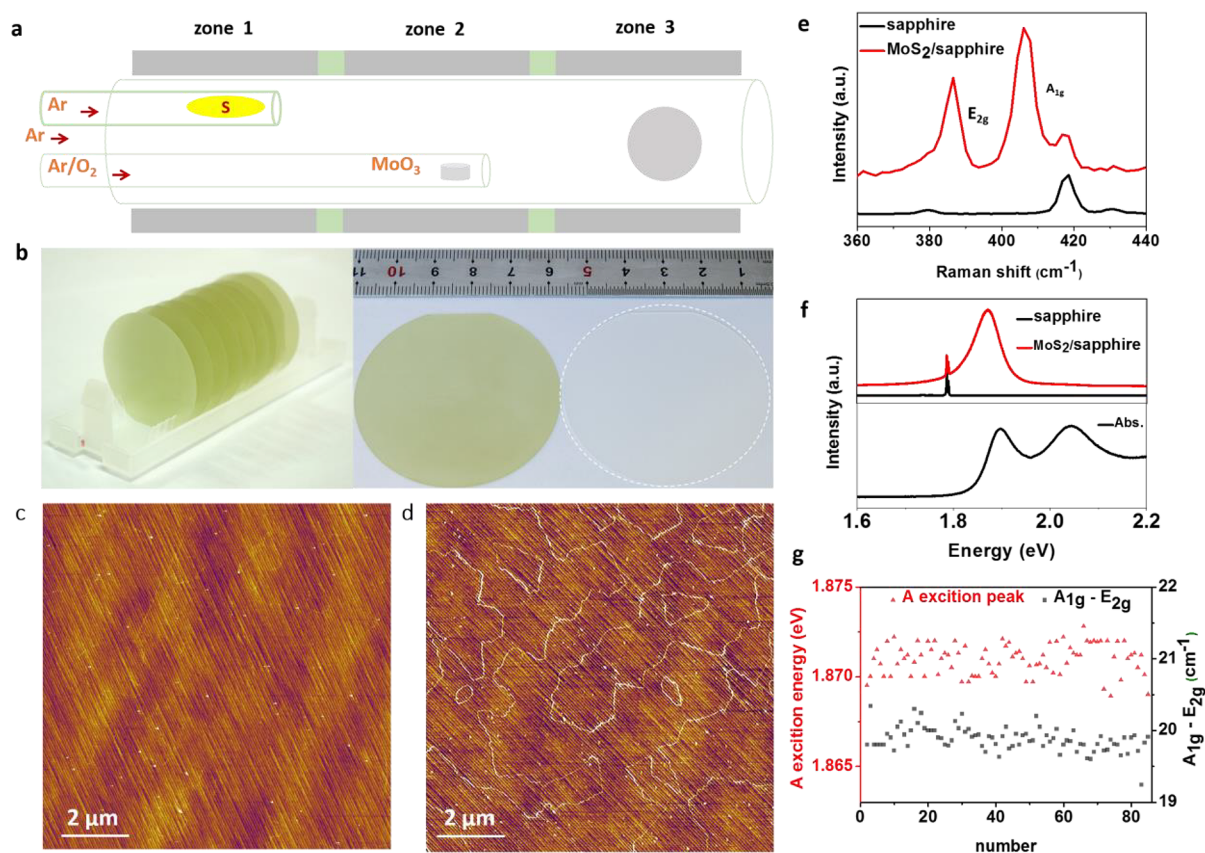 a
zone 1 zone 2 zone 3
Ar S
Ar
Ar/O2 MoO3
b
11 10 9 8 7 6 5 4 3 2 1
c
2 μm
d
2 μm
e
sapphire
MoS2/sapphire
E2g
A1g
Intensity (a.u.)
360 380 400 420 440
Raman shift (cm-1)
f
sapphire
MoS2/sapphire
Abs.
Intensity (a.u.)
1.6 1.8 2.0 2.2
Energy (eV)
g
A excition peak A1g - E2g
A excition energy (eV)
1.875
1.870
1.865
22
21
20
19
A1g - E2g (cm-1)
0 20 40 60 80
number